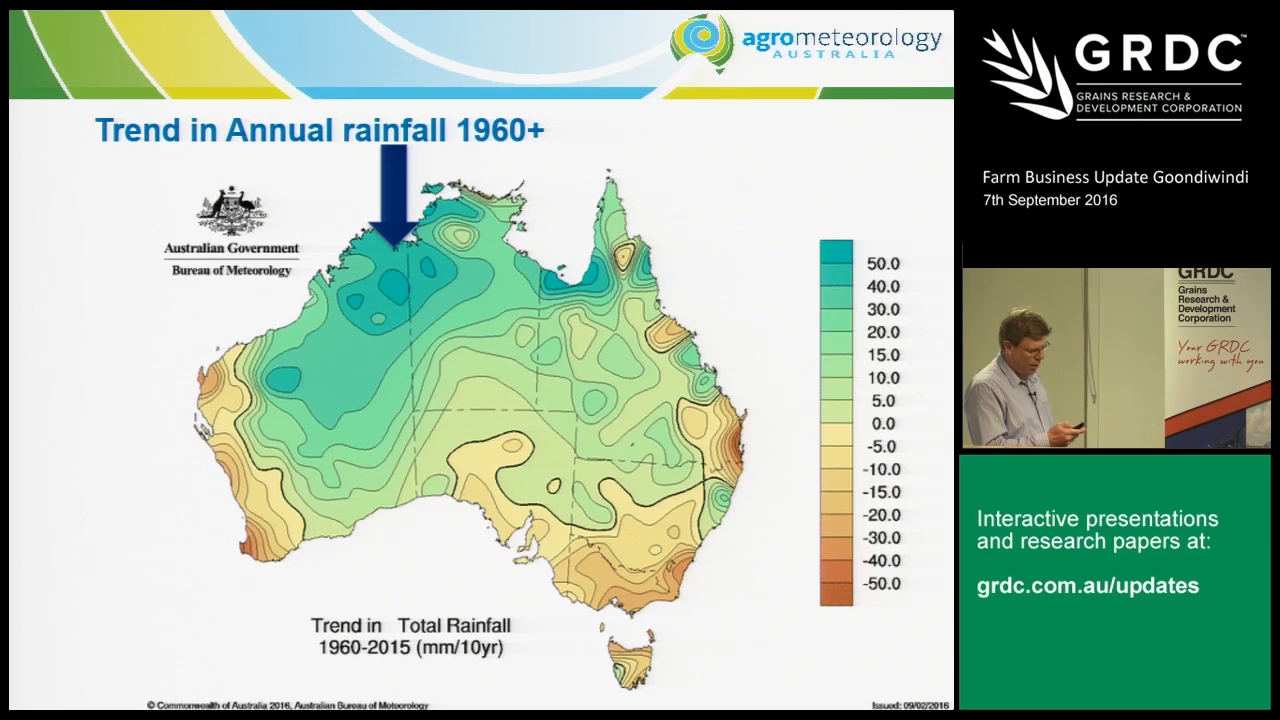 agrometeorology
AUSTRALIA
Trend in Annual rainfall 1960+
Australian Government
Bureau of Meteorology
50.0
40.0
30.0
20.0
15.0
10.0
5.0
0.0
-5.0
-10.0
-15.0
-20.0
-30.0
-40.0
-50.0
Trend in Total Rainfall
1960-2015 (mm/10yr)
© Commonwealth of Australia 2016, Australian Bureau of Meteorology
Issued: 09/02/2016
GRDC™
GRAINS RESEARCH &
DEVELOPMENT CORPORATION
Farm Business Update Goondiwindi
7th September 2016
GRDC
Grains
Research &
Development
Corporation
Your GRDC
working with you
Interactive presentations
and research papers at:
grdc.com.au/updates